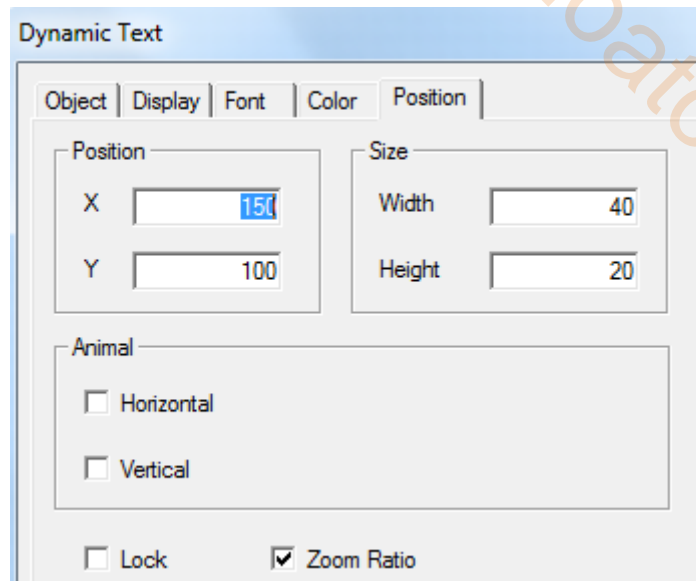 Dynamic Text
Object Display Font Color Position
Position Size
X 150 Width 40
Y 100 Height 20
Animal
Horizontal
Vertical
Lock Zoom Ratio